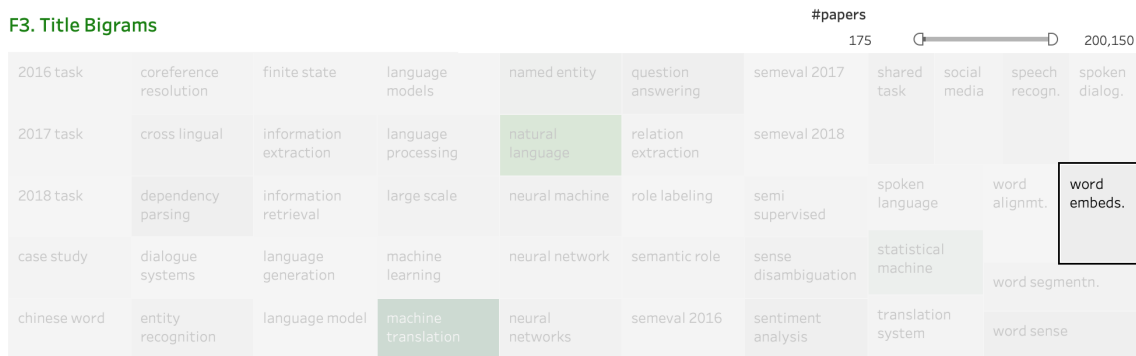 F3. Title Bigrams
#papers
175
200,150
2016 task
coreference
resolution
finite state
language
models
named entity
question
answering
semeval 2017
shared
task
social
media
speech
recogn.
spoken
dialog.
2017 task
cross lingual
information
extraction
language
processing
natural
language
relation
extraction
semeval 2018
2018 task
dependency
parsing
information
retrieval
large scale
neural machine
role labeling
semi
supervised
spoken
language
word
alignmt.
word
embeds.
case study
dialogue
systems
language
generation
machine
learning
neural network
semantic role
sense
disambiguation
statistical
machine
word segmentn.
chinese word
entity
recognition
language model
machine
translation
neural
networks
semeval 2016
sentiment
analysis
translation
system
word sense